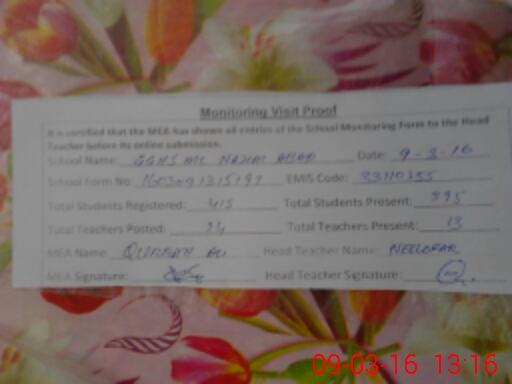 Monitoring Visit Proof
It is certified that the MEA has shown all entries of the School Monitoring Form to the Head
Teacher before its online submission.
School Name: GGHS MC Date: 9-3-16
School Form No: EMIS Code:
Total Students Registered: 415 Total Students Present: 395
Total Teachers Posted: 14 Total Teachers Present: 13
MEA Name: Head Teacher Name: NEELOFAR
MEA Signature: Head Teacher Signature:
09-03-16 13:16